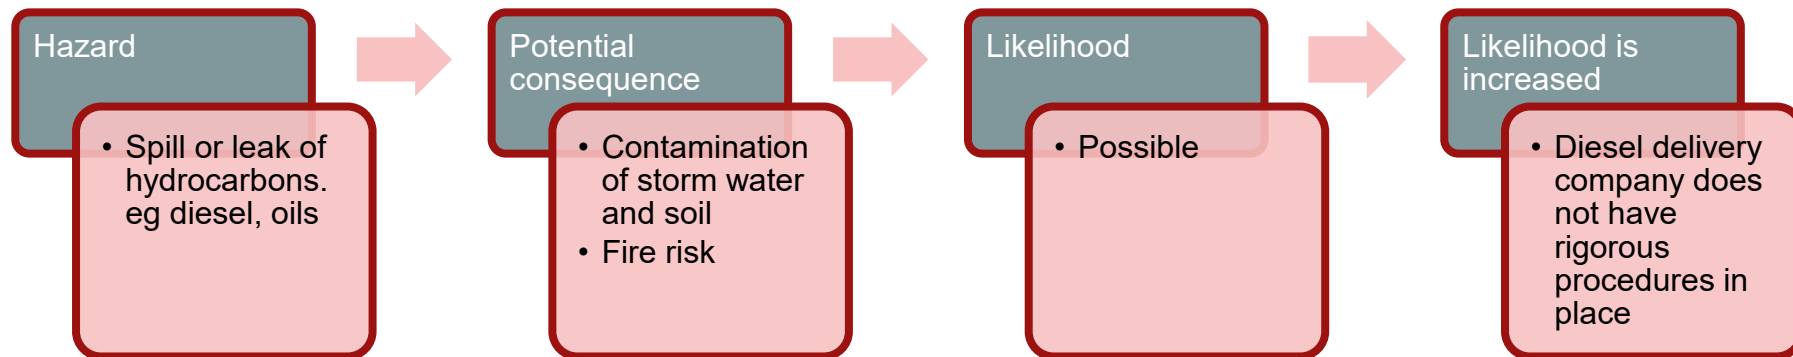 Hazard
• Spill or leak of
hydrocarbons.
eg diesel, oils
Potential
consequence
• Contamination
of storm water
and soil
• Fire risk
Likelihood
• Possible
Likelihood is
increased
• Diesel delivery
company does
not have
rigorous
procedures in
place